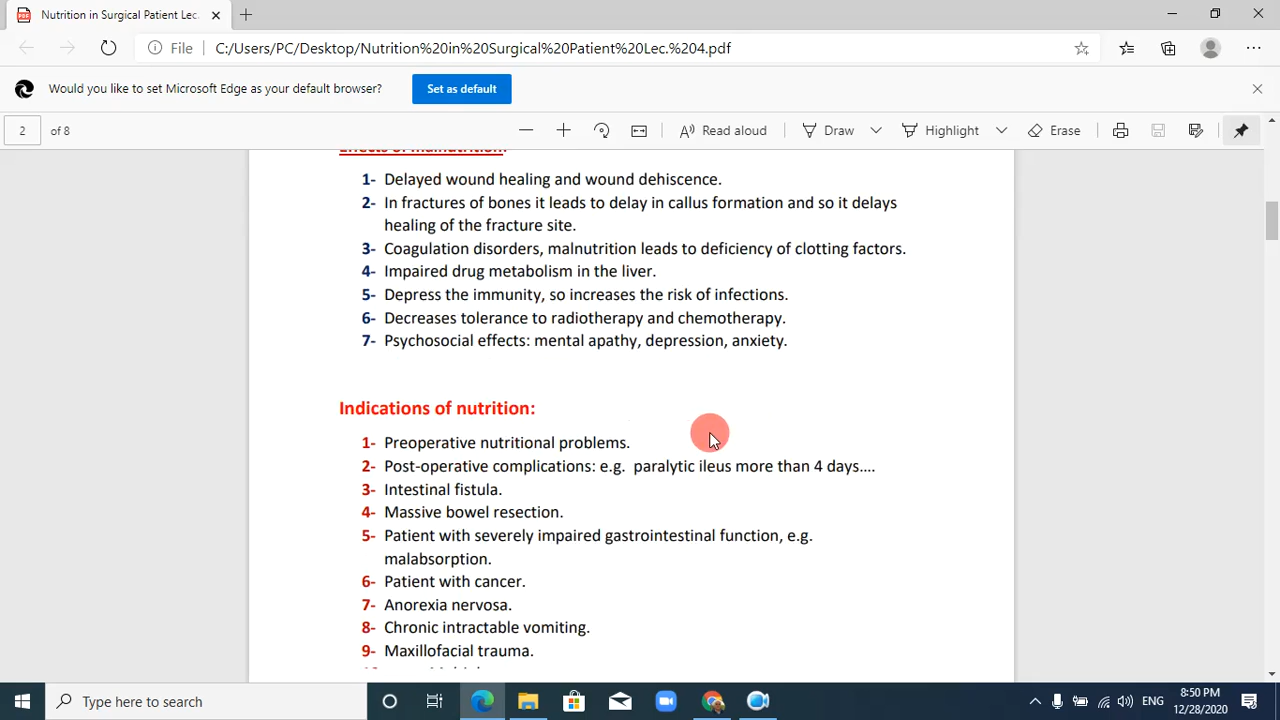 Nutrition in Surgical Patient Lec.
File
C:/Users/PC/Desktop/Nutrition%20in%20Surgical%20Patient%20Lec.%204.pdf
Would you like to set Microsoft Edge as your default browser?
Set as default
2
of 8
Read aloud
Draw
Highlight
Erase
Effects of malnutrition:
1- Delayed wound healing and wound dehiscence.
2- In fractures of bones it leads to delay in callus formation and so it delays
healing of the fracture site.
3- Coagulation disorders, malnutrition leads to deficiency of clotting factors.
4- Impaired drug metabolism in the liver.
5- Depress the immunity, so increases the risk of infections.
6- Decreases tolerance to radiotherapy and chemotherapy.
7- Psychosocial effects: mental apathy, depression, anxiety.
Indications of nutrition:
1- Preoperative nutritional problems.
2- Post-operative complications: e.g. paralytic ileus more than 4 days....
3- Intestinal fistula.
4- Massive bowel resection.
5- Patient with severely impaired gastrointestinal function, e.g.
malabsorption.
6- Patient with cancer.
7- Anorexia nervosa.
8- Chronic intractable vomiting.
9- Maxillofacial trauma.
Type here to search
ENG
8:50 PM
12/28/2020